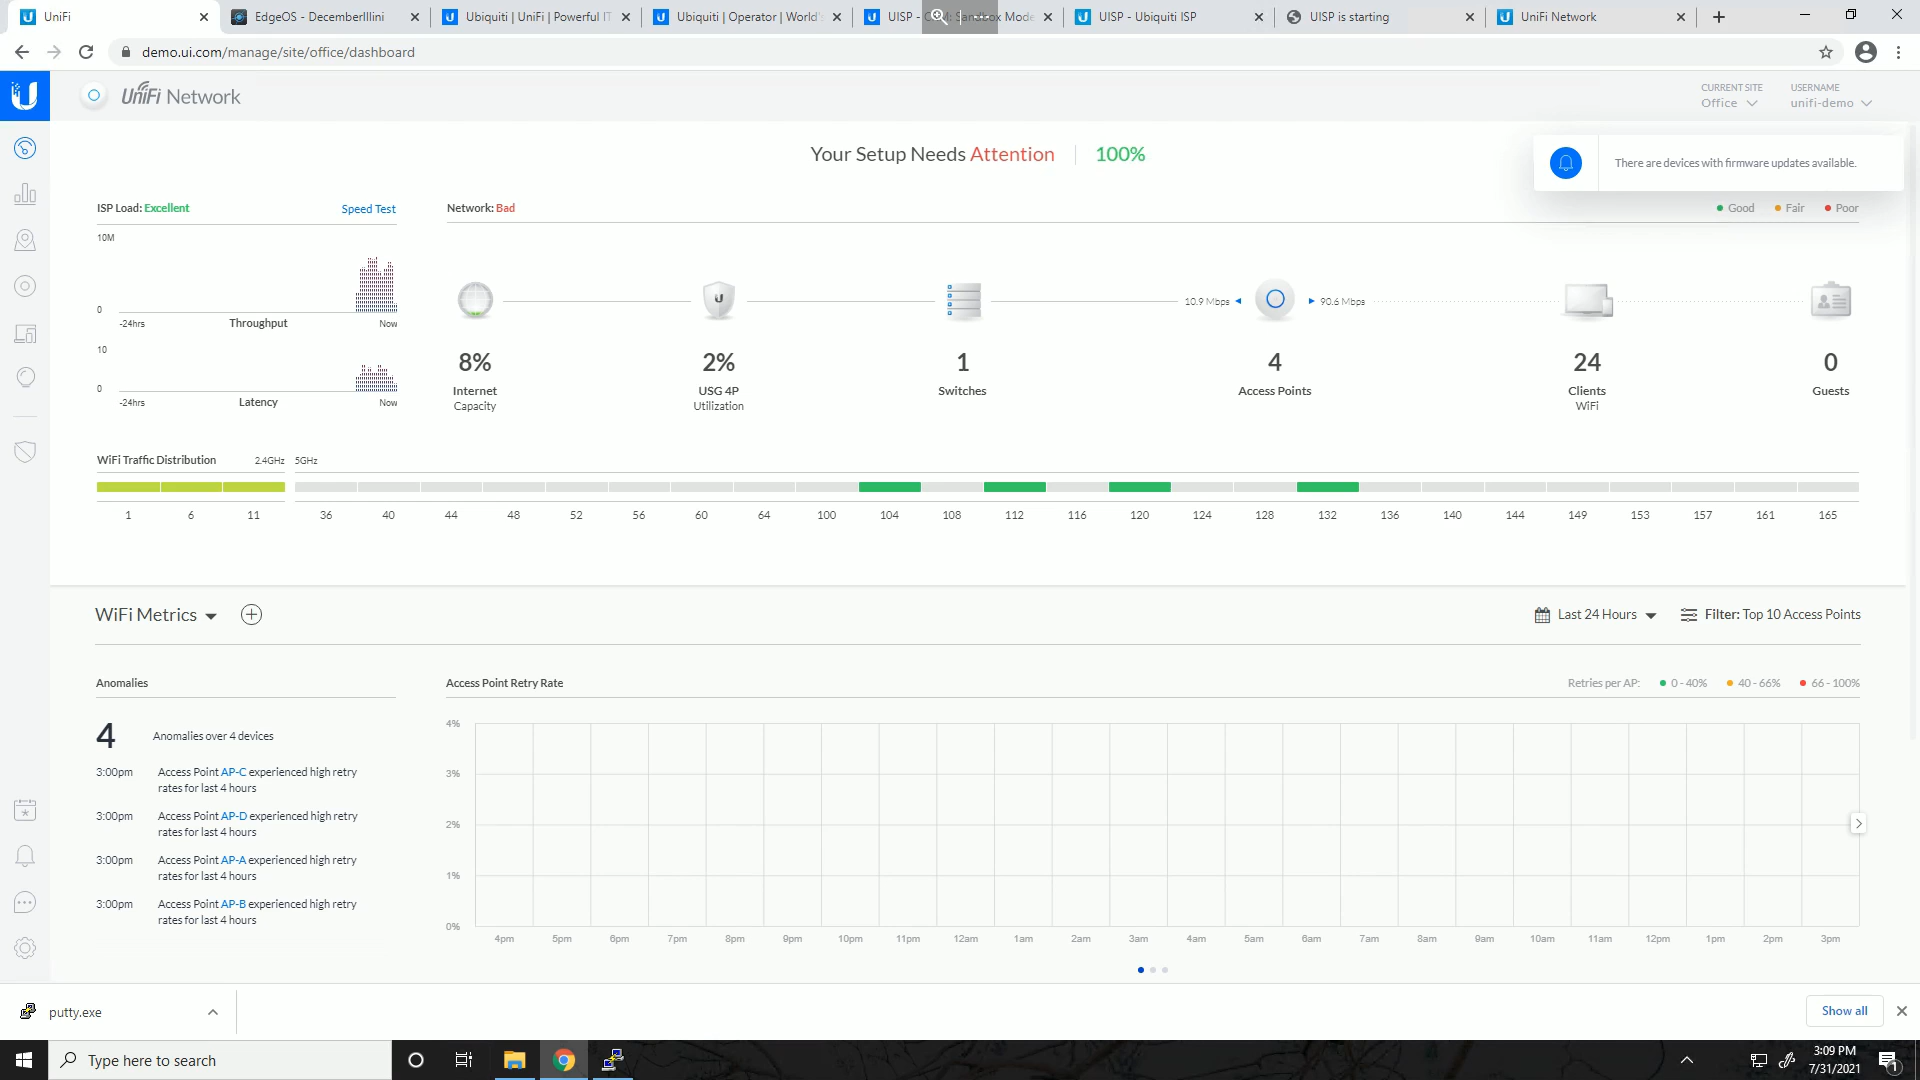 UniFi
EdgeOS - DecemberIllini
Ubiquiti | UniFi | Powerful IT
Ubiquiti | Operator | World's
UISP - Sandbox Mode
UISP - Ubiquiti ISP
UISP is starting
UniFi Network
demo.ui.com/manage/site/office/dashboard
UniFi Network
CURRENT SITE
Office
USERNAME
unifi-demo
Your Setup Needs Attention 100%
There are devices with firmware updates available.
ISP Load: Excellent
Speed Test
Network: Bad
Good Fair Poor
10M
0
-24hrs Throughput Now
10
0
-24hrs Latency Now
10.9 Mbps
90.6 Mbps
8%
Internet
Capacity
2%
USG 4P
Utilization
1
Switches
4
Access Points
24
Clients
WiFi
0
Guests
WiFi Traffic Distribution 2.4GHz 5GHz
1 6 11 36 40 44 48 52 56 60 64 100 104 108 112 116 120 124 128 132 136 140 144 149 153 157 161 165
WiFi Metrics
Last 24 Hours
Filter: Top 10 Access Points
Anomalies
4 Anomalies over 4 devices
3:00pm Access Point AP-C experienced high retry
rates for last 4 hours
3:00pm Access Point AP-D experienced high retry
rates for last 4 hours
3:00pm Access Point AP-A experienced high retry
rates for last 4 hours
3:00pm Access Point AP-B experienced high retry
rates for last 4 hours
Access Point Retry Rate
Retries per AP: 0 - 40% 40 - 66% 66 - 100%
4%
3%
2%
1%
0%
4pm 5pm 6pm 7pm 8pm 9pm 10pm 11pm 12am 1am 2am 3am 4am 5am 6am 7am 8am 9am 10am 11am 12pm 1pm 2pm 3pm
putty.exe
Show all
Type here to search
3:09 PM
7/31/2021
1